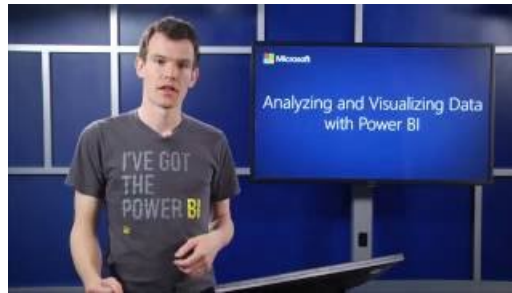 Microsoft
Analyzing and Visualizing Data
with Power BI
I'VE GOT
THE
POWER BI